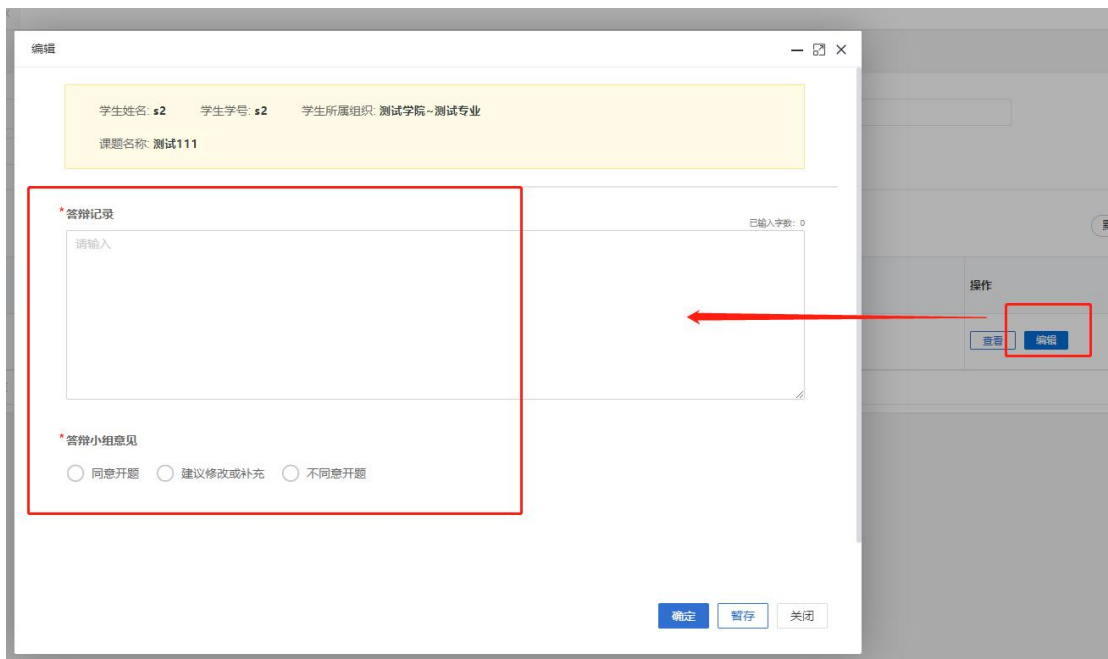 编辑
学生姓名: s2 学生学号: s2 学生所属组织: 测试学院~测试专业
课题名称: 测试111
*答辩记录
已输入字数: 0
请输入
操作
查看 编辑
*答辩小组意见
同意开题 建议修改或补充 不同意开题
确定 暂存 关闭